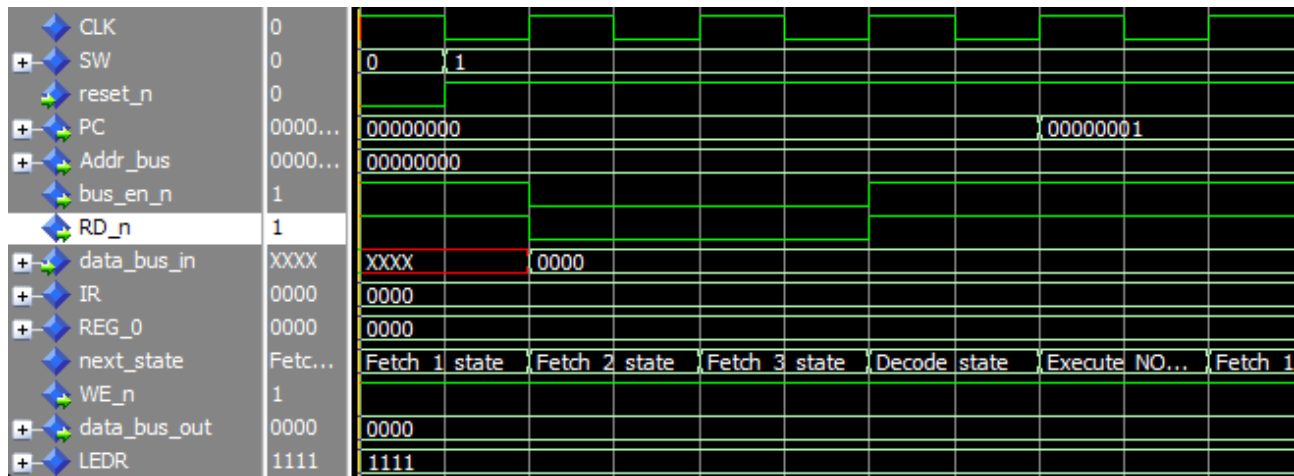 CLK 0
SW 0 0 1
reset_n 0
PC 0000... 00000000 00000001
Addr_bus 0000... 00000000
bus_en_n 1
RD_n 1
data_bus_in XXXX XXXX 0000
IR 0000 0000
REG_0 0000 0000
next_state Fetc... Fetch 1 state Fetch 2 state Fetch 3 state Decode state Execute NO... Fetch 1
WE_n 1
data_bus_out 0000 0000
LEDR 1111 1111